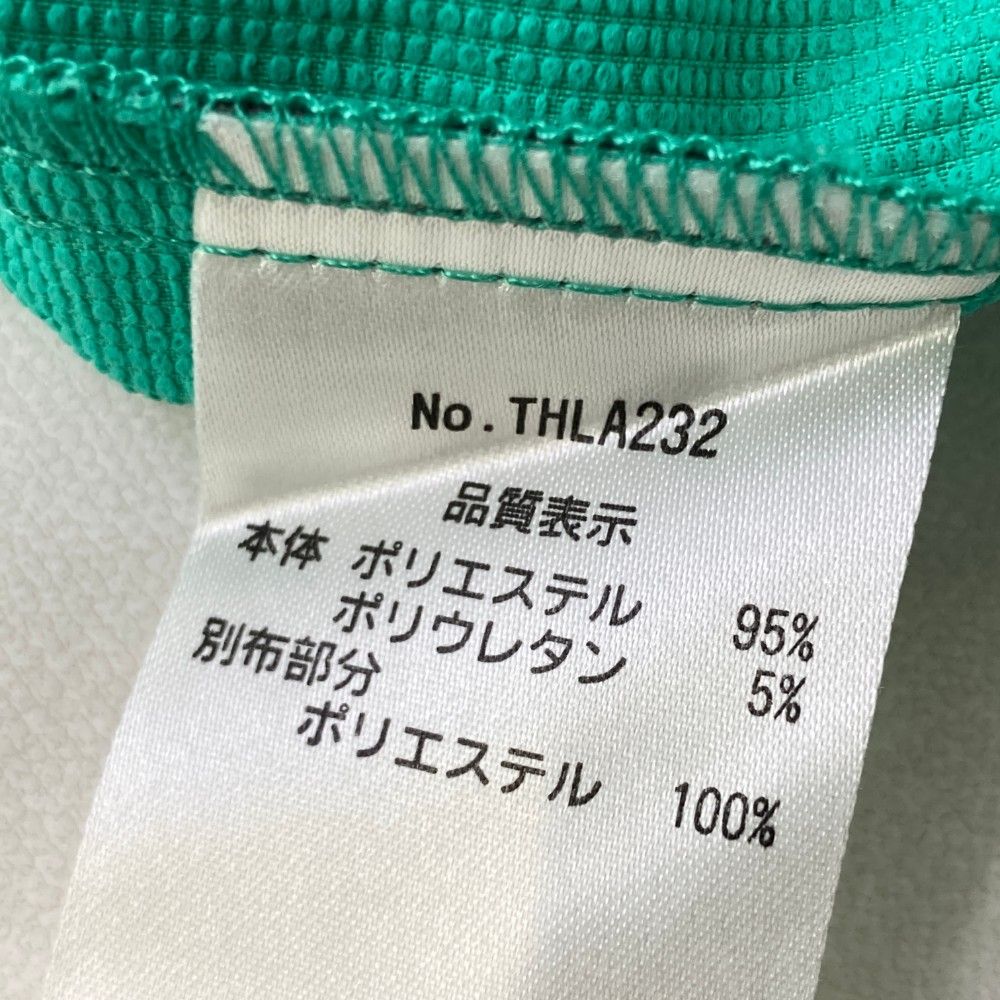 No.THLA232
品質表示
本体 ポリエステル 95%
ポリウレタン 5%
別布部分
ポリエステル 100%